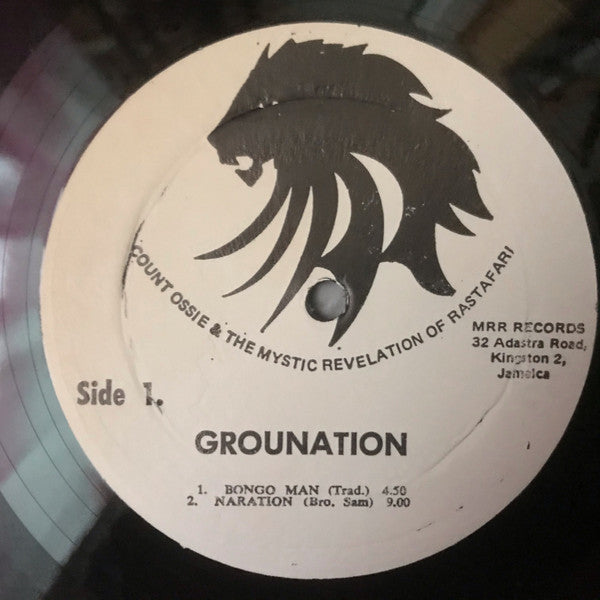 COUNT OSSIE & THE MYSTIC REVELATION OF RASTAFARI
MRR RECORDS
32 Adastra Road,
Kingston 2,
Jamaica
Side 1.
GROUNATION
1. BONGO MAN (Trad.) 4.50
2. NARATION (Bro. Sam) 9.00